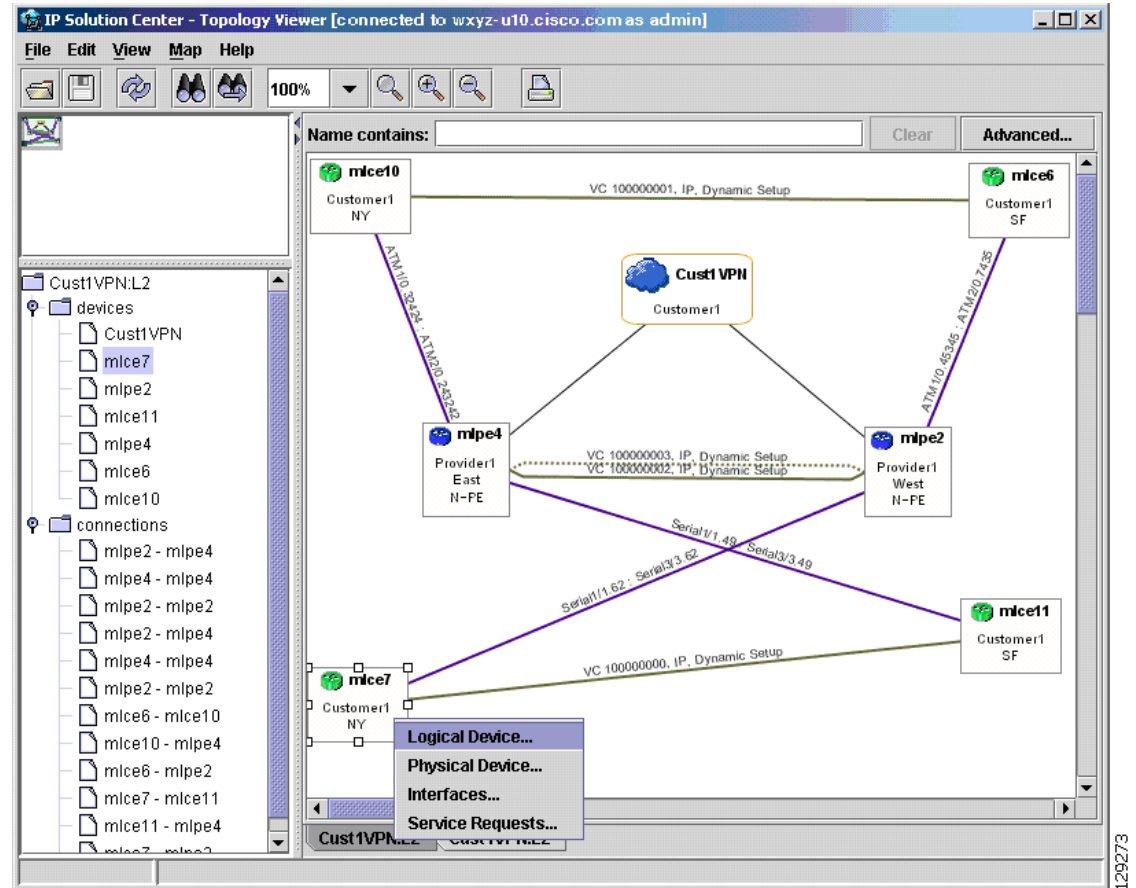 IP Solution Center - Topology Viewer [connected to wxyz-u10.cisco.com as admin]
File Edit View Map Help
100%
Name contains:
Clear
Advanced...
Cust1VPN:L2
devices
Cust1VPN
mlce7
mlpe2
mlce11
mlpe4
mlce6
mlce10
connections
mlpe2 - mlpe4
mlpe4 - mlpe4
mlpe2 - mlpe2
mlpe2 - mlpe4
mlpe4 - mlpe4
mlpe2 - mlpe2
mlce6 - mlce10
mlce10 - mlpe4
mlce6 - mlpe2
mlce7 - mlce11
mlce11 - mlpe4
mlce7 - mlpe2
mlce10
Customer1
NY
VC 100000001, IP, Dynamic Setup
mlce6
Customer1
SF
Cust1 VPN
Customer1
ATM1/0.32424 : ATM2/0.243242
ATM1/0.45345 : ATM2/0.7435
mlpe4
Provider1
East
N-PE
VC 100000003, IP, Dynamic Setup
VC 100000002, IP, Dynamic Setup
mlpe2
Provider1
West
N-PE
Serial1/1.49 : Serial3/3.49
Serial1/1.62 : Serial3/3.62
mlce11
Customer1
SF
VC 100000000, IP, Dynamic Setup
mlce7
Customer1
NY
Logical Device...
Physical Device...
Interfaces...
Service Requests...
Cust1VPN:L2
Cust1VPN:L2
129273